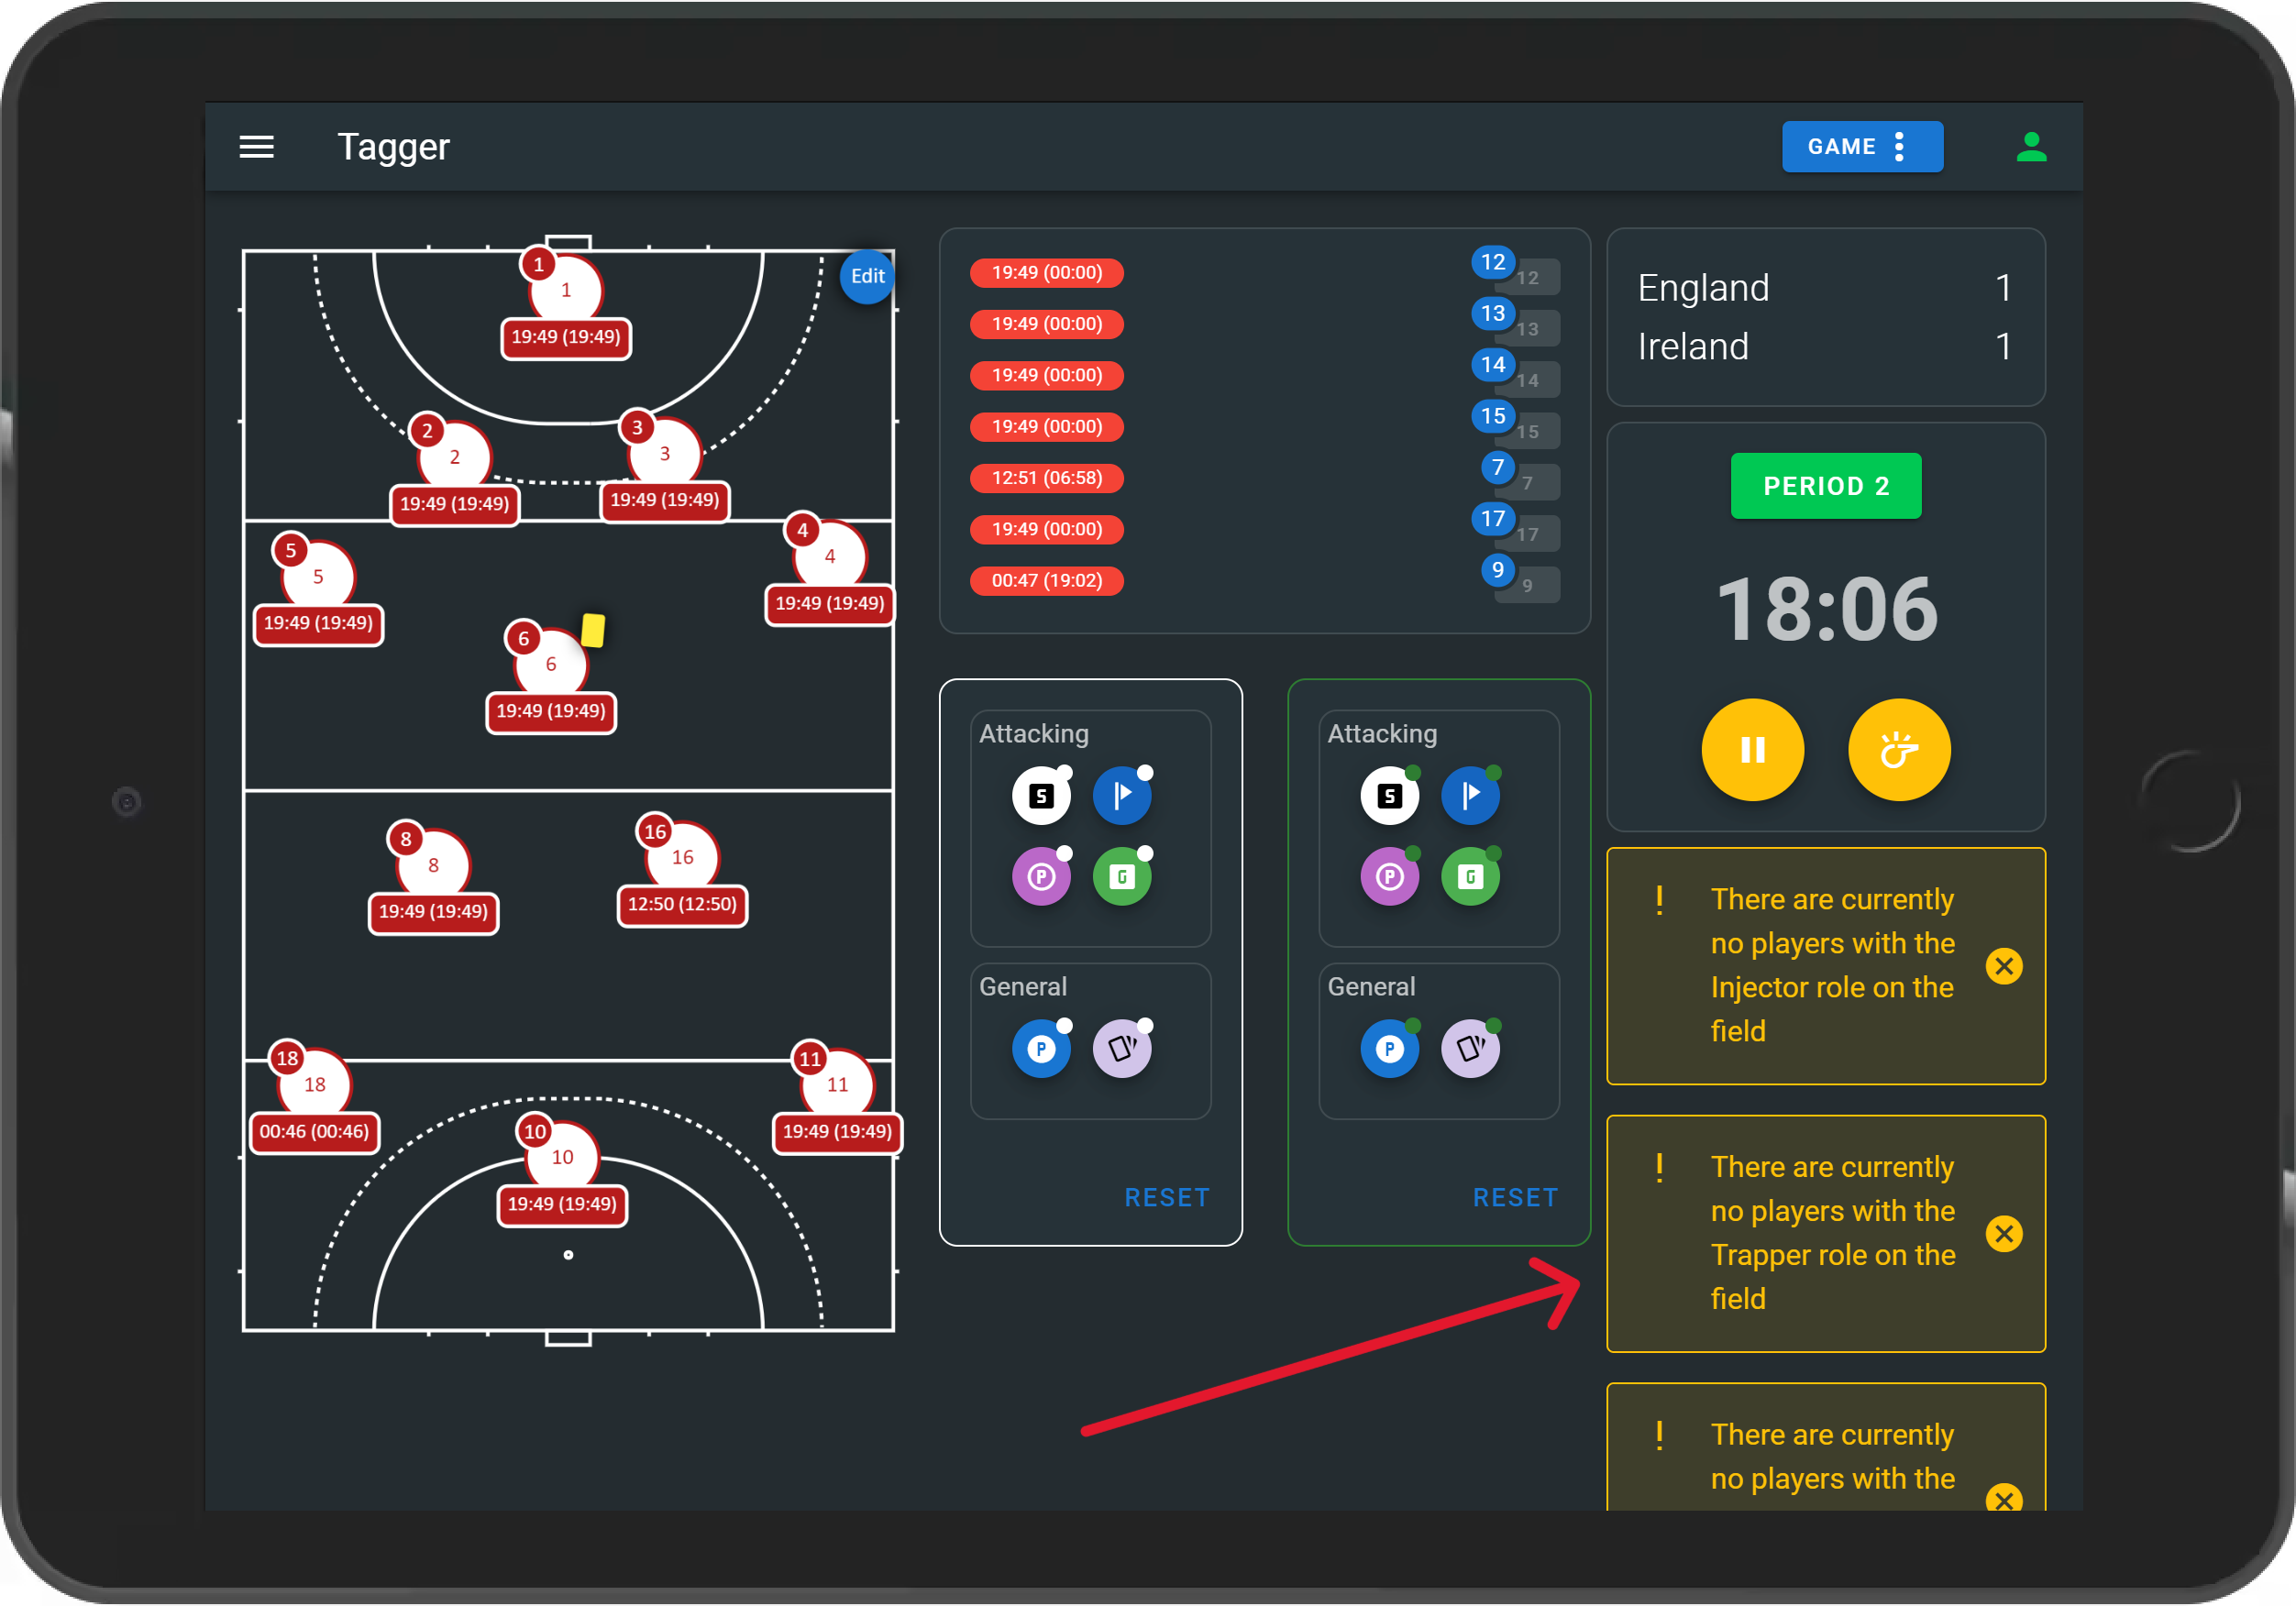 Tagger
GAME
Edit
1
1
19:49 (19:49)
2
2
19:49 (19:49)
3
3
19:49 (19:49)
5
5
19:49 (19:49)
4
4
19:49 (19:49)
6
6
19:49 (19:49)
8
8
19:49 (19:49)
16
16
12:50 (12:50)
18
18
00:46 (00:46)
11
11
19:49 (19:49)
10
10
19:49 (19:49)
19:49 (00:00) 12 12
19:49 (00:00) 13 13
19:49 (00:00) 14 14
19:49 (00:00) 15 15
12:51 (06:58) 7 7
19:49 (00:00) 17 17
00:47 (19:02) 9 9
Attacking
S
P G
General
P
RESET
Attacking
S
P G
General
P
RESET
England 1
Ireland 1
PERIOD 2
18:06
! There are currently
no players with the
Injector role on the
field
! There are currently
no players with the
Trapper role on the
field
! There are currently
no players with the